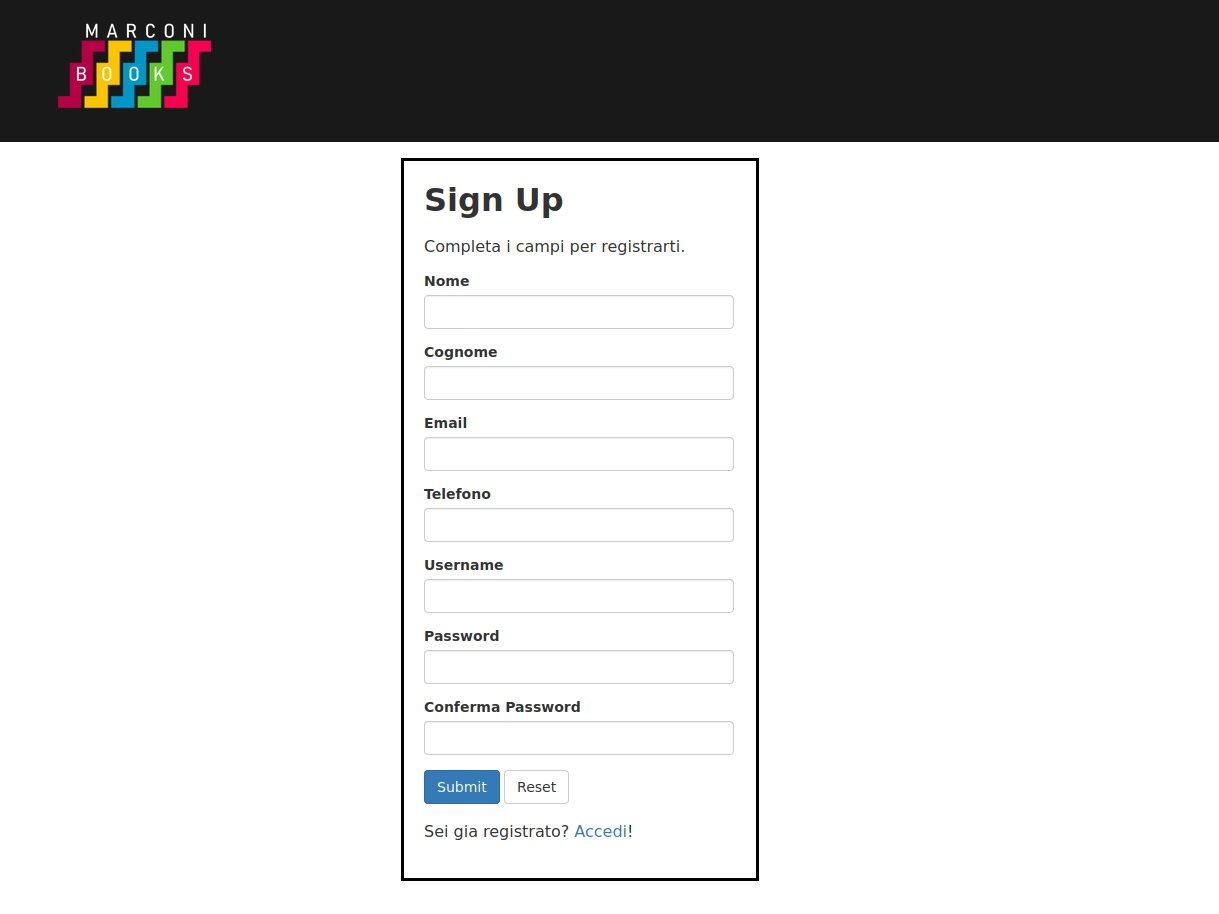 MARCONI
BOOKS
Sign Up
Completa i campi per registrarti.
Nome
Cognome
Email
Telefono
Username
Password
Conferma Password
Submit Reset
Sei gia registrato? Accedi!